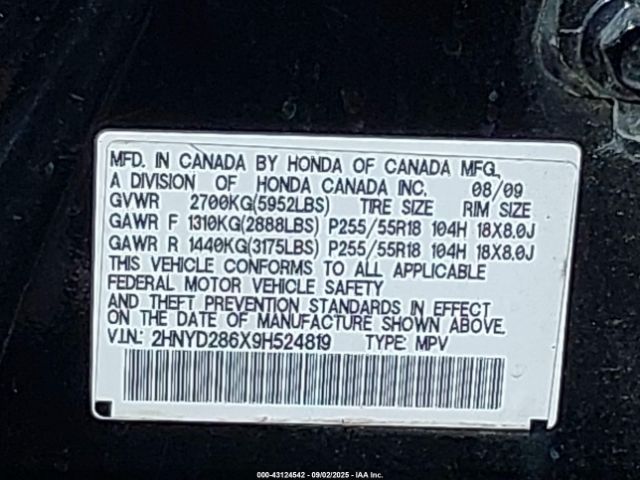 MFD. IN CANADA BY HONDA OF CANADA MFG.,
A DIVISION OF HONDA CANADA INC. 08/09
GVWR 2700KG(5952LBS) TIRE SIZE RIM SIZE
GAWR F 1310KG(2888LBS) P255/55R18 104H 18X8.0J
GAWR R 1440KG(3175LBS) P255/55R18 104H 18X8.0J
THIS VEHICLE CONFORMS TO ALL APPLICABLE
FEDERAL MOTOR VEHICLE SAFETY
AND THEFT PREVENTION STANDARDS IN EFFECT
ON THE DATE OF MANUFACTURE SHOWN ABOVE.
V.I.N.: 2HNYD286X9H524819 TYPE: MPV
000-43124542 - 09/02/2025 - IAA Inc.